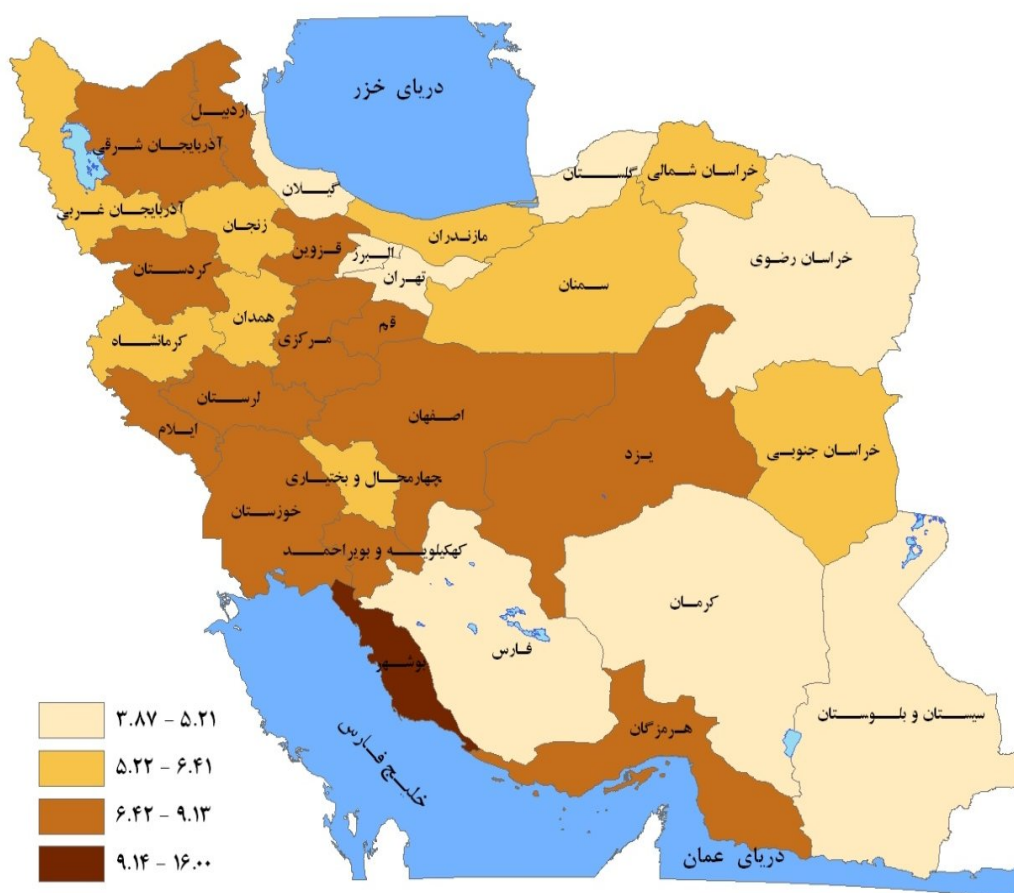 دریای خزر
اردبیل
آذربایجان شرقی
گیلان
گلستان
خراسان شمالی
آذربایجان غربی
زنجان
قزوین
البرز
مازندران
تهران
سمنان
خراسان رضوی
کردستان
همدان
کرمانشاه
مرکزی
قم
لرستان
ایلام
اصفهان
یزد
خراسان جنوبی
چهارمحال و بختیاری
خوزستان
کهکیلویه و بویراحمد
کرمان
فارس
بوشهر
هرمزگان
سیستان و بلوچستان
خلیج فارس
دریای عمان
۳.۸۷ - ۵.۲۱
۵.۲۲ - ۶.۴۱
۶.۴۲ - ۹.۱۳
۹.۱۴ - ۱۶.۰۰